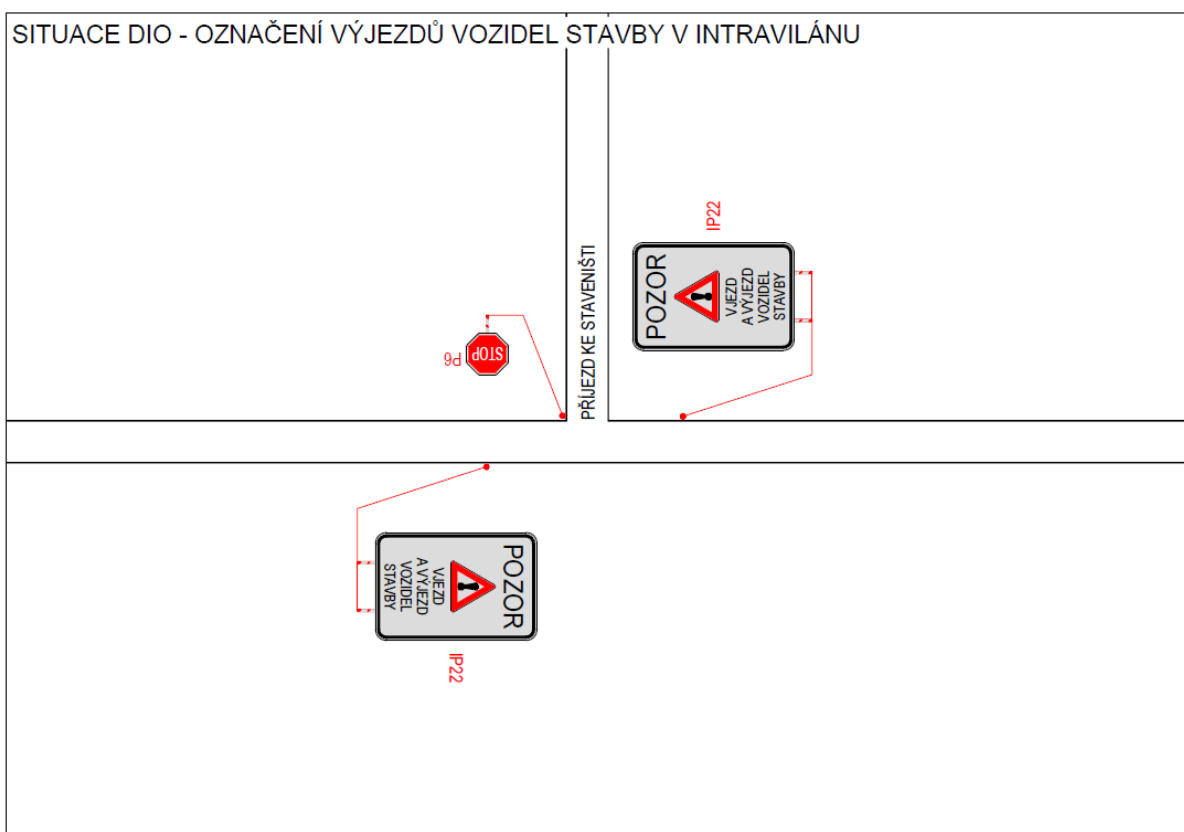 SITUACE DIO - OZNAČENÍ VÝJEZDŮ VOZIDEL STAVBY V INTRAVILÁNU
IP22
POZOR
VJEZD
A VÝJEZD
VOZIDEL
STAVBY
PŘÍJEZD KE STAVENIŠTI
P6
STOP
POZOR
VJEZD
A VÝJEZD
VOZIDEL
STAVBY
IP22